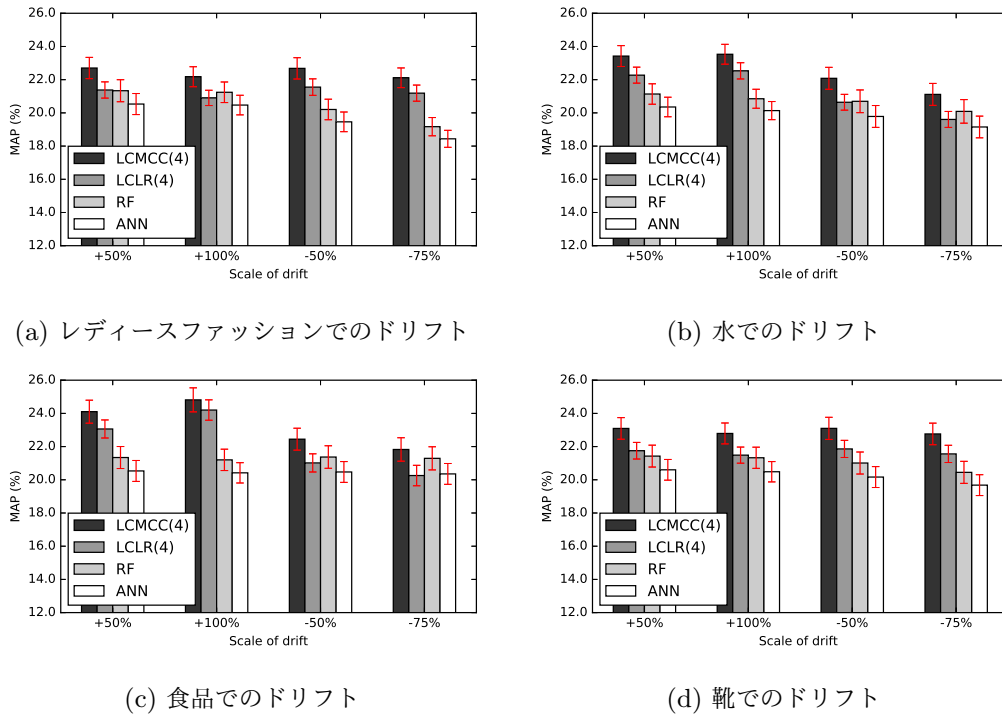 26.0
24.0
22.0
20.0
18.0
16.0
14.0
12.0
MAP (%)
LCMCC(4)
LCLR(4)
RF
ANN
+50% +100% -50% -75%
Scale of drift
(a) レディースファッションでのドリフト
26.0
24.0
22.0
20.0
18.0
16.0
14.0
12.0
MAP (%)
LCMCC(4)
LCLR(4)
RF
ANN
+50% +100% -50% -75%
Scale of drift
(b) 水でのドリフト
26.0
24.0
22.0
20.0
18.0
16.0
14.0
12.0
MAP (%)
LCMCC(4)
LCLR(4)
RF
ANN
+50% +100% -50% -75%
Scale of drift
(c) 食品でのドリフト
26.0
24.0
22.0
20.0
18.0
16.0
14.0
12.0
MAP (%)
LCMCC(4)
LCLR(4)
RF
ANN
+50% +100% -50% -75%
Scale of drift
(d) 靴でのドリフト